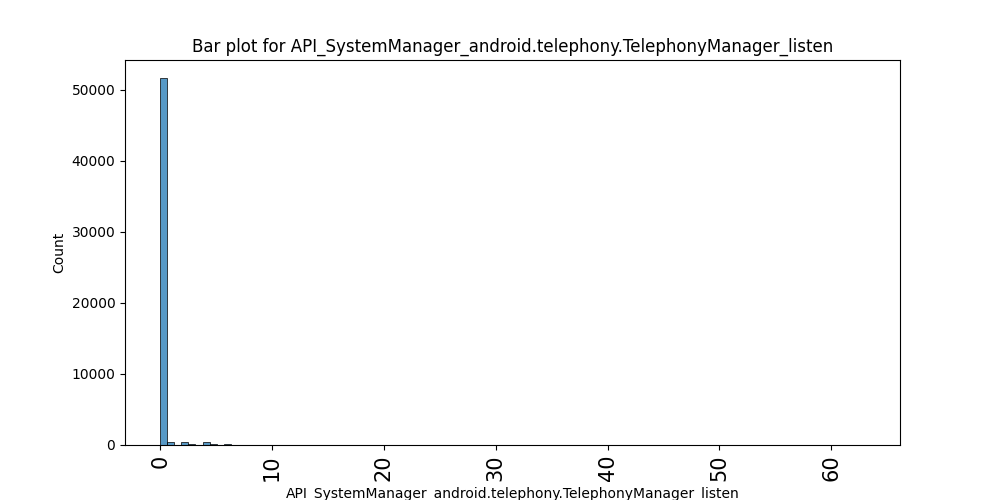 Bar plot for API_SystemManager_android.telephony.TelephonyManager_listen
50000
40000
30000
20000
10000
0
Count
0 10 20 30 40 50 60
API_SystemManager_android.telephony.TelephonyManager_listen